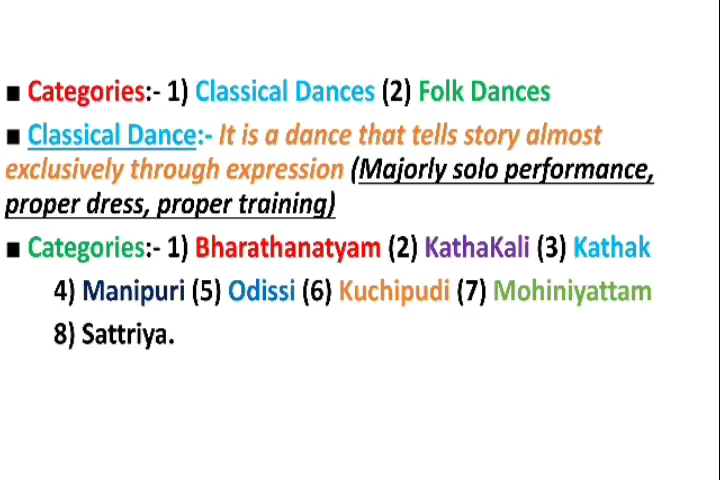 ■ Categories:- 1) Classical Dances (2) Folk Dances
■ Classical Dance:- It is a dance that tells story almost
exclusively through expression (Majorly solo performance,
proper dress, proper training)
■ Categories:- 1) Bharathanatyam (2) KathaKali (3) Kathak
4) Manipuri (5) Odissi (6) Kuchipudi (7) Mohiniyattam
8) Sattriya.